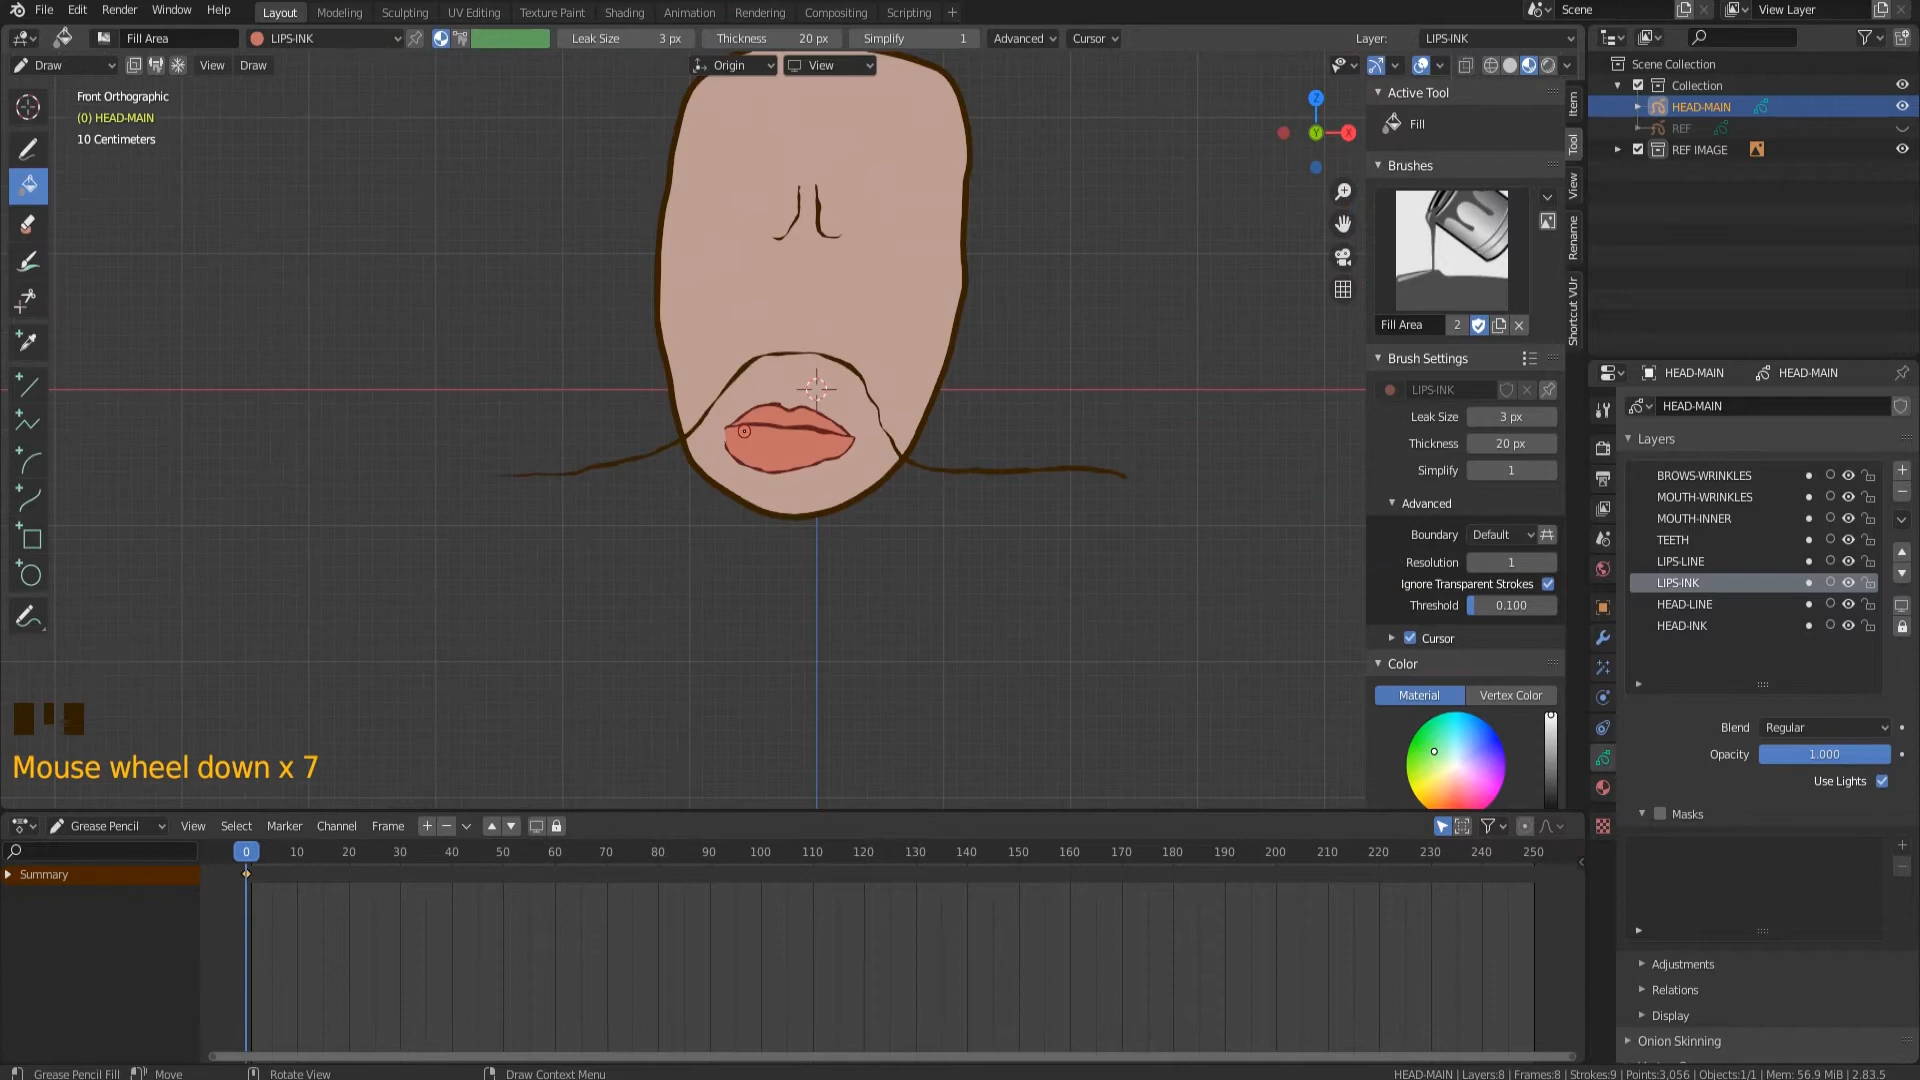 File Edit Render Window Help Layout Modeling Sculpting UV Editing Texture Paint Shading Animation Rendering Compositing Scripting + Scene View Layer
Fill Area LIPS-INK Leak Size 3 px Thickness 20 px Simplify 1 Advanced Cursor Layer: LIPS-INK
Draw View Draw Origin View
Scene Collection
Collection
HEAD-MAIN
REF
REF IMAGE
Front Orthographic
(0) HEAD-MAIN
10 Centimeters
Z
Y
X
Active Tool
Fill
Brushes
Fill Area 2
Brush Settings
LIPS-INK
Leak Size 3 px
Thickness 20 px
Simplify 1
Advanced
Boundary Default
Resolution 1
Ignore Transparent Strokes
Threshold 0.100
Cursor
Color
Material Vertex Color
Item
Tool
View
Rename
Shortcut VUr
HEAD-MAIN HEAD-MAIN
HEAD-MAIN
Layers
BROWS-WRINKLES
MOUTH-WRINKLES
MOUTH-INNER
TEETH
LIPS-LINE
LIPS-INK
HEAD-LINE
HEAD-INK
Blend Regular
Opacity 1.000
Use Lights
Masks
Adjustments
Relations
Display
Onion Skinning
Mouse wheel down x 7
Grease Pencil View Select Marker Channel Frame
0 10 20 30 40 50 60 70 80 90 100 110 120 130 140 150 160 170 180 190 200 210 220 230 240 250
Summary
Grease Pencil Fill Move Rotate View Draw Context Menu HEAD-MAIN | Layers:8 | Frames:8 | Strokes:9 | Points:3,056 | Objects:1/1 | Mem: 56.9 MiB | 2.83.5